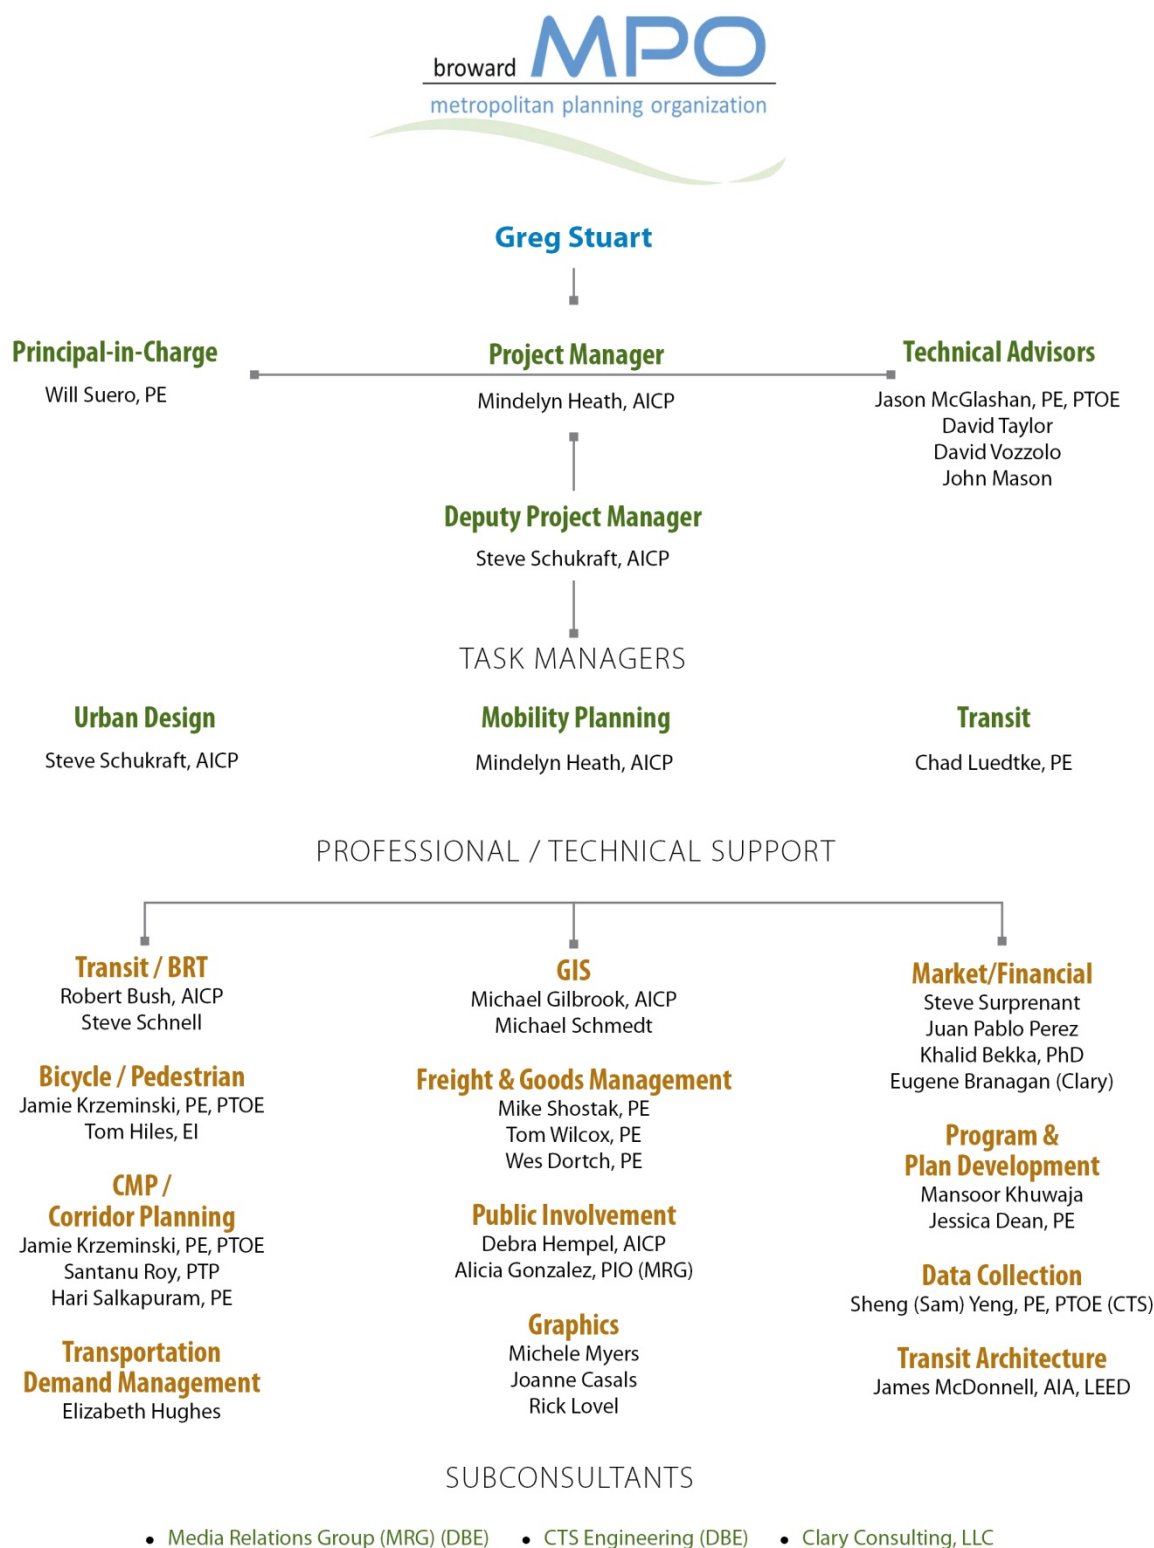 broward MPO
metropolitan planning organization
Greg Stuart
Principal-in-Charge
Will Suero, PE
Project Manager
Mindelyn Heath, AICP
Technical Advisors
Jason McGlashan, PE, PTOE
David Taylor
David Vozzolo
John Mason
Deputy Project Manager
Steve Schukraft, AICP
TASK MANAGERS
Urban Design
Steve Schukraft, AICP
Mobility Planning
Mindelyn Heath, AICP
Transit
Chad Luedtke, PE
PROFESSIONAL / TECHNICAL SUPPORT
Transit / BRT
Robert Bush, AICP
Steve Schnell
Bicycle / Pedestrian
Jamie Krzeminski, PE, PTOE
Tom Hiles, EI
CMP /
Corridor Planning
Jamie Krzeminski, PE, PTOE
Santanu Roy, PTP
Hari Salkapuram, PE
Transportation
Demand Management
Elizabeth Hughes
GIS
Michael Gilbrook, AICP
Michael Schmedt
Freight & Goods Management
Mike Shostak, PE
Tom Wilcox, PE
Wes Dortch, PE
Public Involvement
Debra Hempel, AICP
Alicia Gonzalez, PIO (MRG)
Graphics
Michele Myers
Joanne Casals
Rick Lovel
Market/Financial
Steve Surprenant
Juan Pablo Perez
Khalid Bekka, PhD
Eugene Branagan (Clary)
Program &
Plan Development
Mansoor Khuwaja
Jessica Dean, PE
Data Collection
Sheng (Sam) Yeng, PE, PTOE (CTS)
Transit Architecture
James McDonnell, AIA, LEED
SUBCONSULTANTS
• Media Relations Group (MRG) (DBE) • CTS Engineering (DBE) • Clary Consulting, LLC